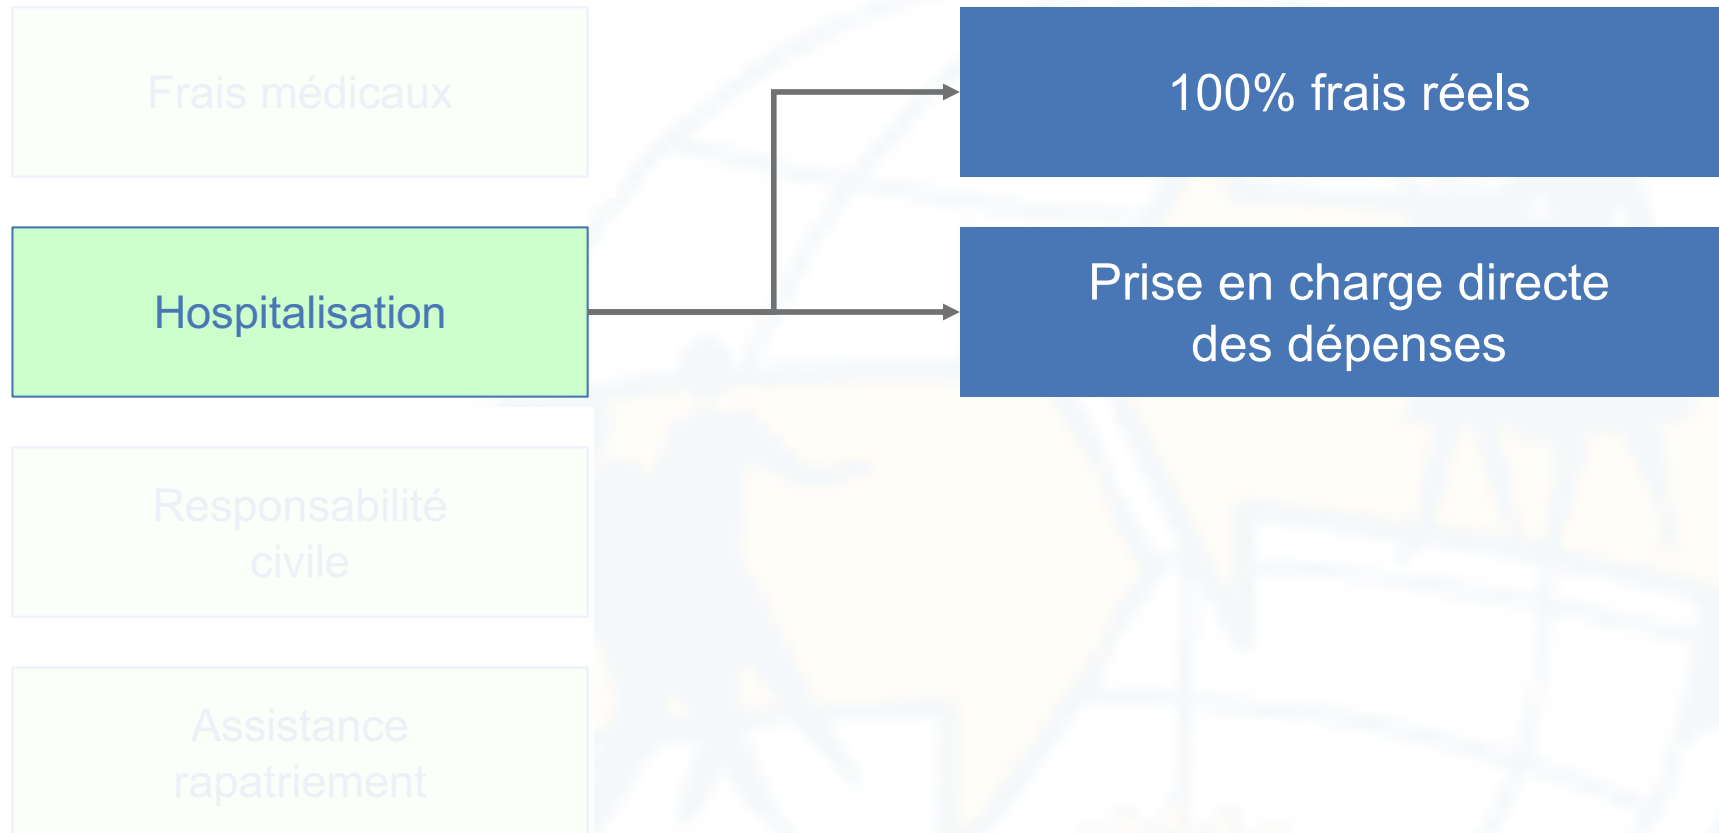 Frais médicaux
100% frais réels
Hospitalisation
Prise en charge directe
des dépenses
Responsabilité
civile
Assistance
rapatriement